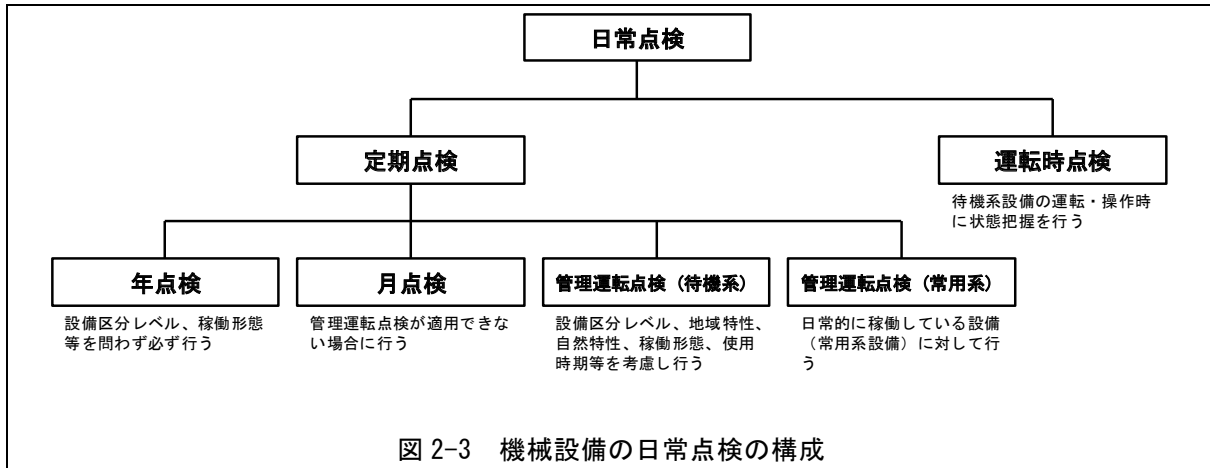 日常点検
定期点検
運転時点検
待機系設備の運転・操作時
に状態把握を行う
年点検
設備区分レベル、稼働形態
等を問わず必ず行う
月点検
管理運転点検が適用できな
い場合に行う
管理運転点検（待機系）
設備区分レベル、地域特性、
自然特性、稼働形態、使用
時期等を考慮し行う
管理運転点検（常用系）
日常的に稼働している設備
（常用系設備）に対して行
う
図 2-3　機械設備の日常点検の構成